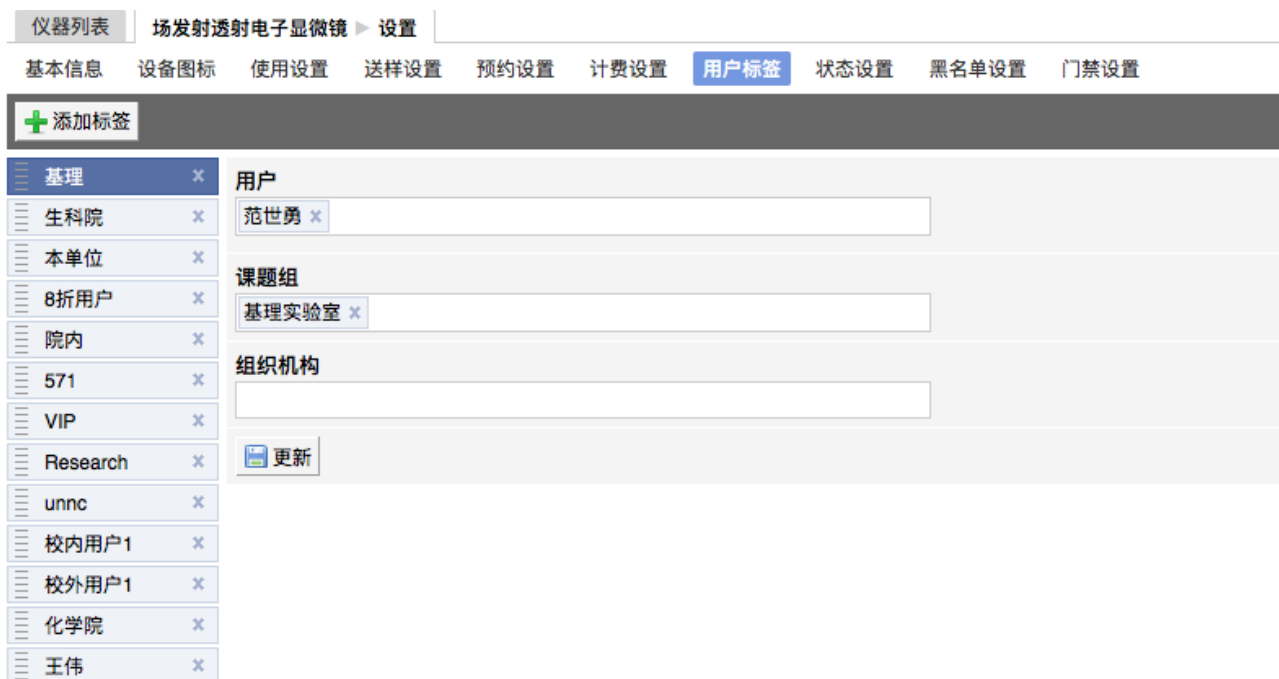 仪器列表 场发射透射电子显微镜 ▶ 设置
基本信息 设备图标 使用设置 送样设置 预约设置 计费设置 用户标签 状态设置 黑名单设置 门禁设置
添加标签
基理
生科院
本单位
8折用户
院内
571
VIP
Research
unnc
校内用户1
校外用户1
化学院
王伟
用户
范世勇
课题组
基理实验室
组织机构
更新